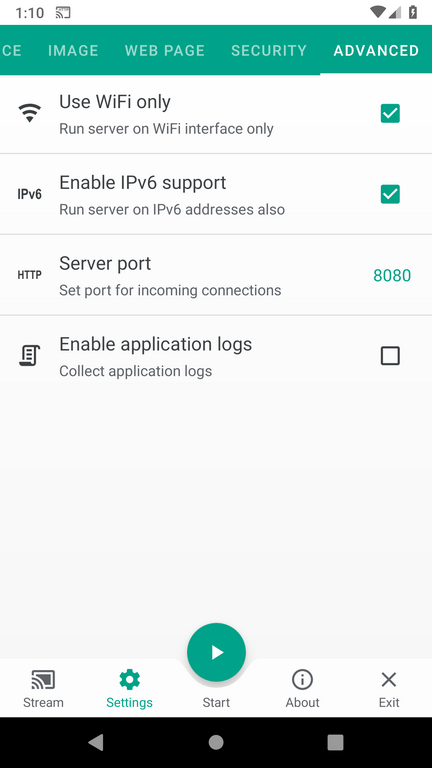 1:10
CE IMAGE WEB PAGE SECURITY ADVANCED
Use WiFi only
Run server on WiFi interface only
IPv6
Enable IPv6 support
Run server on IPv6 addresses also
HTTP
Server port
8080
Set port for incoming connections
Enable application logs
Collect application logs
Stream Settings Start About Exit